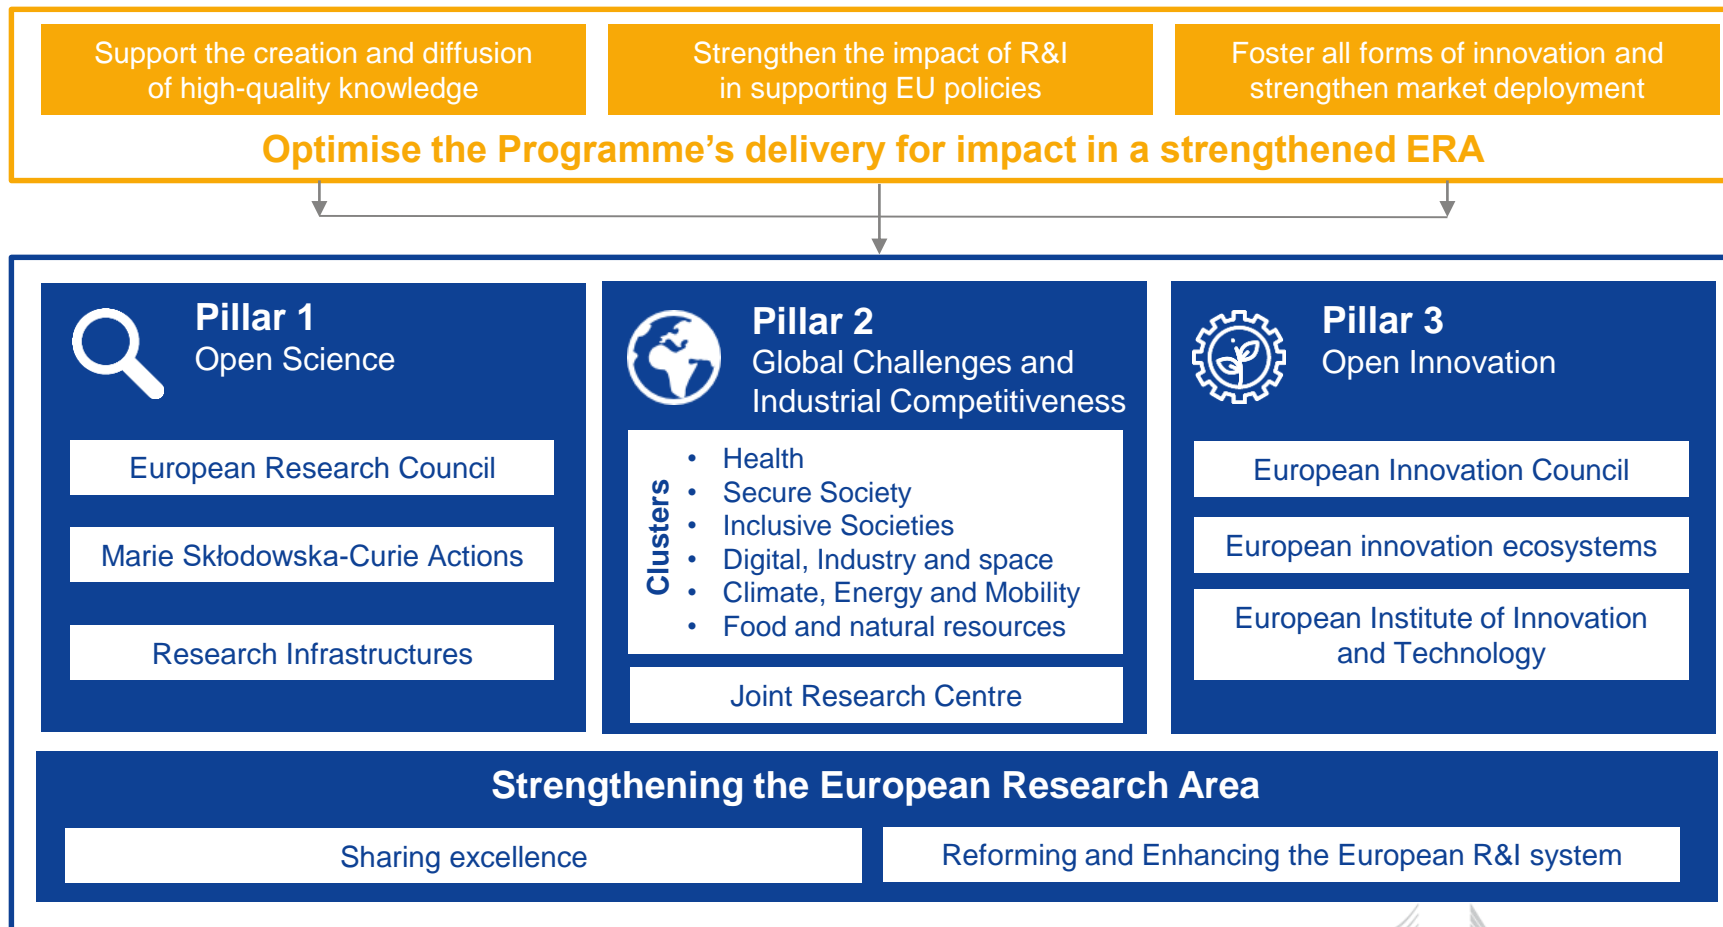 Support the creation and diffusion
of high-quality knowledge
Strengthen the impact of R&I
in supporting EU policies
Foster all forms of innovation and
strengthen market deployment
Optimise the Programme’s delivery for impact in a strengthened ERA
Pillar 1
Open Science
European Research Council
Marie Skłodowska-Curie Actions
Research Infrastructures
Pillar 2
Global Challenges and
Industrial Competitiveness
Clusters
• Health
• Secure Society
• Inclusive Societies
• Digital, Industry and space
• Climate, Energy and Mobility
• Food and natural resources
Joint Research Centre
Pillar 3
Open Innovation
European Innovation Council
European innovation ecosystems
European Institute of Innovation
and Technology
Strengthening the European Research Area
Sharing excellence
Reforming and Enhancing the European R&I system